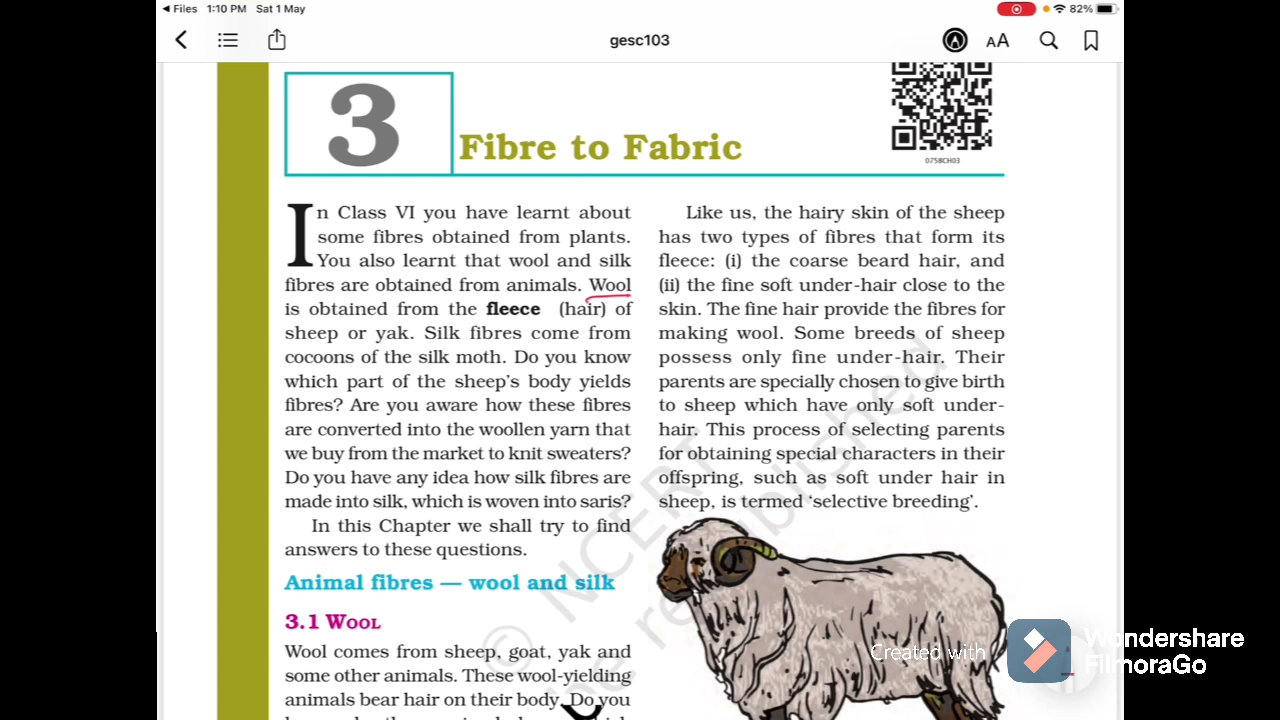 Files 1:10 PM Sat 1 May
82%
gesc103
AA
3
Fibre to Fabric
0758CH03
In Class VI you have learnt about
some fibres obtained from plants.
You also learnt that wool and silk
fibres are obtained from animals. Wool
is obtained from the fleece (hair) of
sheep or yak. Silk fibres come from
cocoons of the silk moth. Do you know
which part of the sheep's body yields
fibres? Are you aware how these fibres
are converted into the woollen yarn that
we buy from the market to knit sweaters?
Do you have any idea how silk fibres are
made into silk, which is woven into saris?
In this Chapter we shall try to find
answers to these questions.
Animal fibres — wool and silk
3.1 WOOL
Wool comes from sheep, goat, yak and
some other animals. These wool-yielding
animals bear hair on their body. Do you
Like us, the hairy skin of the sheep
has two types of fibres that form its
fleece: (i) the coarse beard hair, and
(ii) the fine soft under-hair close to the
skin. The fine hair provide the fibres for
making wool. Some breeds of sheep
possess only fine under-hair. Their
parents are specially chosen to give birth
to sheep which have only soft under-
hair. This process of selecting parents
for obtaining special characters in their
offspring, such as soft under hair in
sheep, is termed 'selective breeding'.
© NCERT
be republished
Created with
Wondershare
FilmoraGo